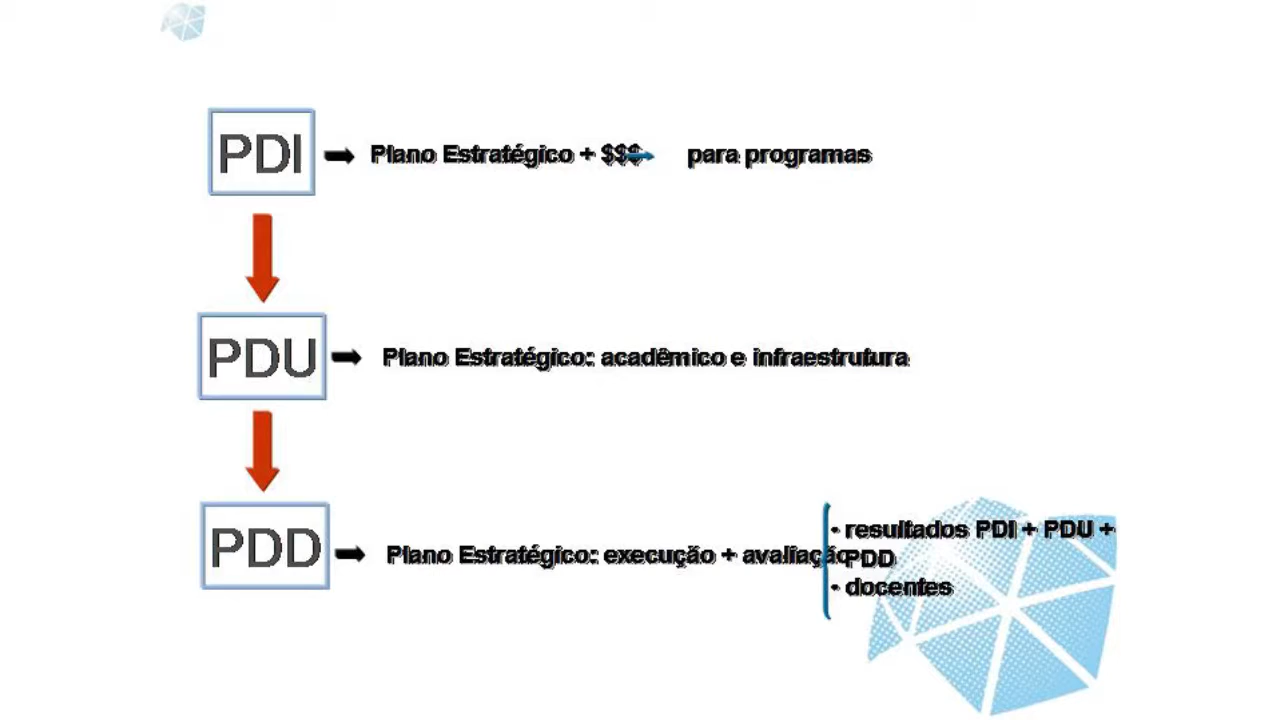 PDI
Plano Estratégico + $$$ para programas
PDU
Plano Estratégico: acadêmico e infraestrutura
PDD
Plano Estratégico: execução + avaliação
• resultados PDI + PDU +
PDD
• docentes